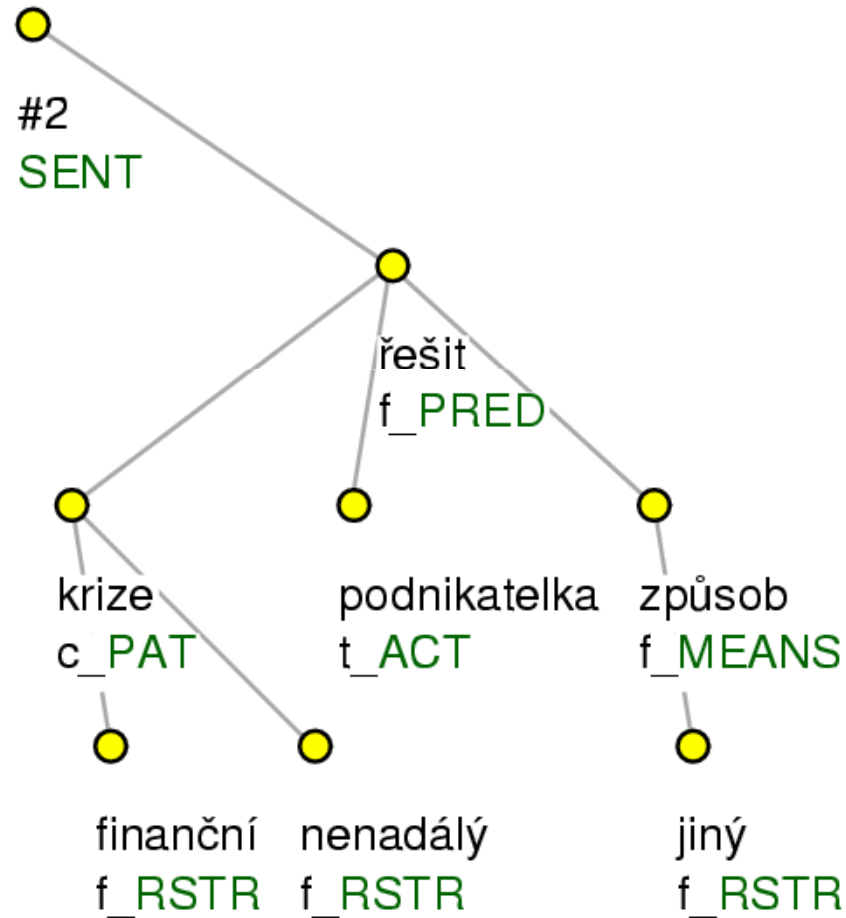 #2
SENT
řešit
f_PRED
krize
c_PAT
podnikatelka
t_ACT
způsob
f_MEANS
finanční
f_RSTR
nenadálý
f_RSTR
jiný
f_RSTR